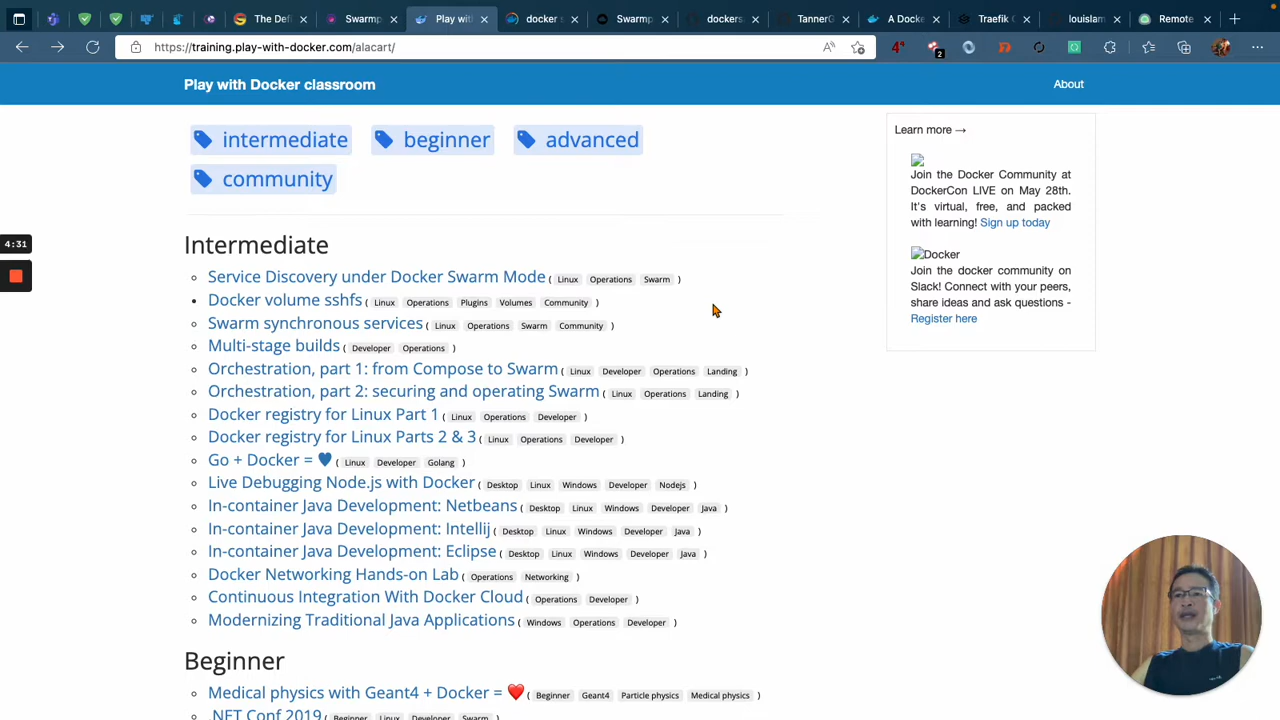 The Defi
Swarmp
Play wit
docker s
Swarmp
dockers
TannerG
A Docke
Traefik C
louislam
Remote
https://training.play-with-docker.com/alacart/
4°
2
Play with Docker classroom
About
intermediate
beginner
advanced
community
Learn more →
Join the Docker Community at
DockerCon LIVE on May 28th.
It's virtual, free, and packed
with learning! Sign up today
Docker
Join the docker community on
Slack! Connect with your peers,
share ideas and ask questions -
Register here
4:31
Intermediate
Service Discovery under Docker Swarm Mode ( Linux Operations Swarm )
Docker volume sshfs ( Linux Operations Plugins Volumes Community )
Swarm synchronous services ( Linux Operations Swarm Community )
Multi-stage builds ( Developer Operations )
Orchestration, part 1: from Compose to Swarm ( Linux Developer Operations Landing )
Orchestration, part 2: securing and operating Swarm ( Linux Operations Landing )
Docker registry for Linux Part 1 ( Linux Operations Developer )
Docker registry for Linux Parts 2 & 3 ( Linux Operations Developer )
Go + Docker = ♥ ( Linux Developer Golang )
Live Debugging Node.js with Docker ( Desktop Linux Windows Developer Nodejs )
In-container Java Development: Netbeans ( Desktop Linux Windows Developer Java )
In-container Java Development: Intellij ( Desktop Linux Windows Developer Java )
In-container Java Development: Eclipse ( Desktop Linux Windows Developer Java )
Docker Networking Hands-on Lab ( Operations Networking )
Continuous Integration With Docker Cloud ( Operations Developer )
Modernizing Traditional Java Applications ( Windows Operations Developer )
Beginner
Medical physics with Geant4 + Docker = ❤️ ( Beginner Geant4 Particle physics Medical physics )
.NET Conf 2019 ( Beginner Linux Developer Swarm )